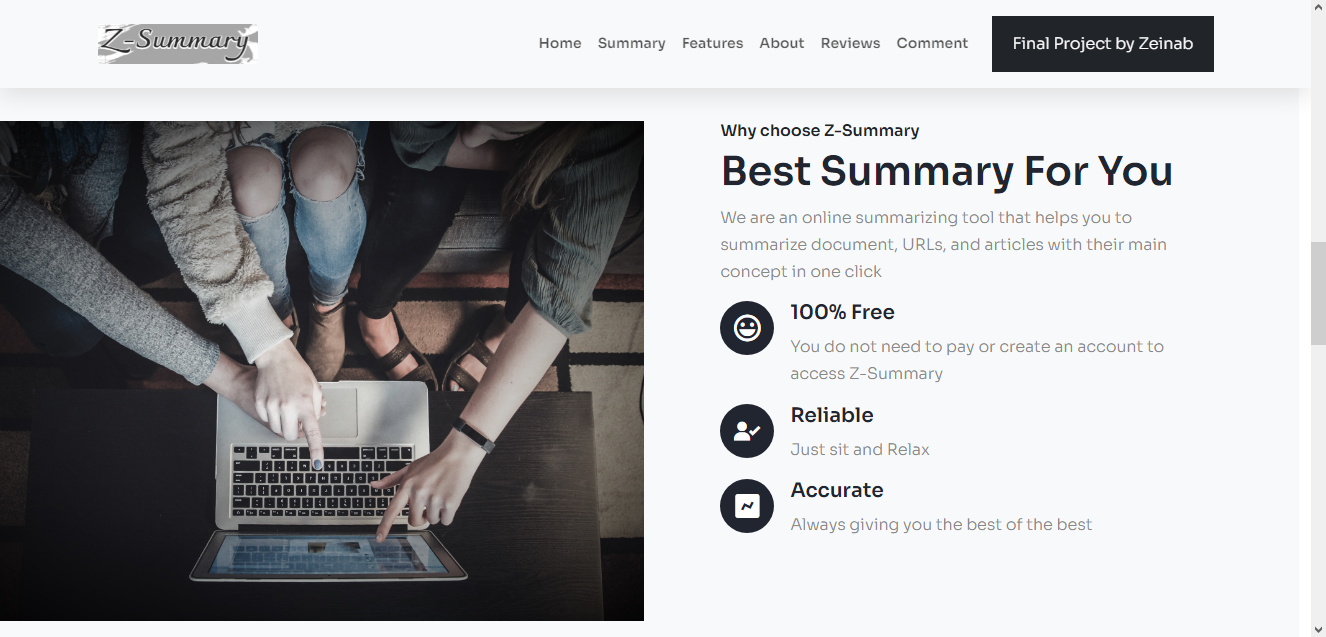 Z-Summary
Home Summary Features About Reviews Comment Final Project by Zeinab
Why choose Z-Summary
Best Summary For You
We are an online summarizing tool that helps you to
summarize document, URLs, and articles with their main
concept in one click
100% Free
You do not need to pay or create an account to
access Z-Summary
Reliable
Just sit and Relax
Accurate
Always giving you the best of the best